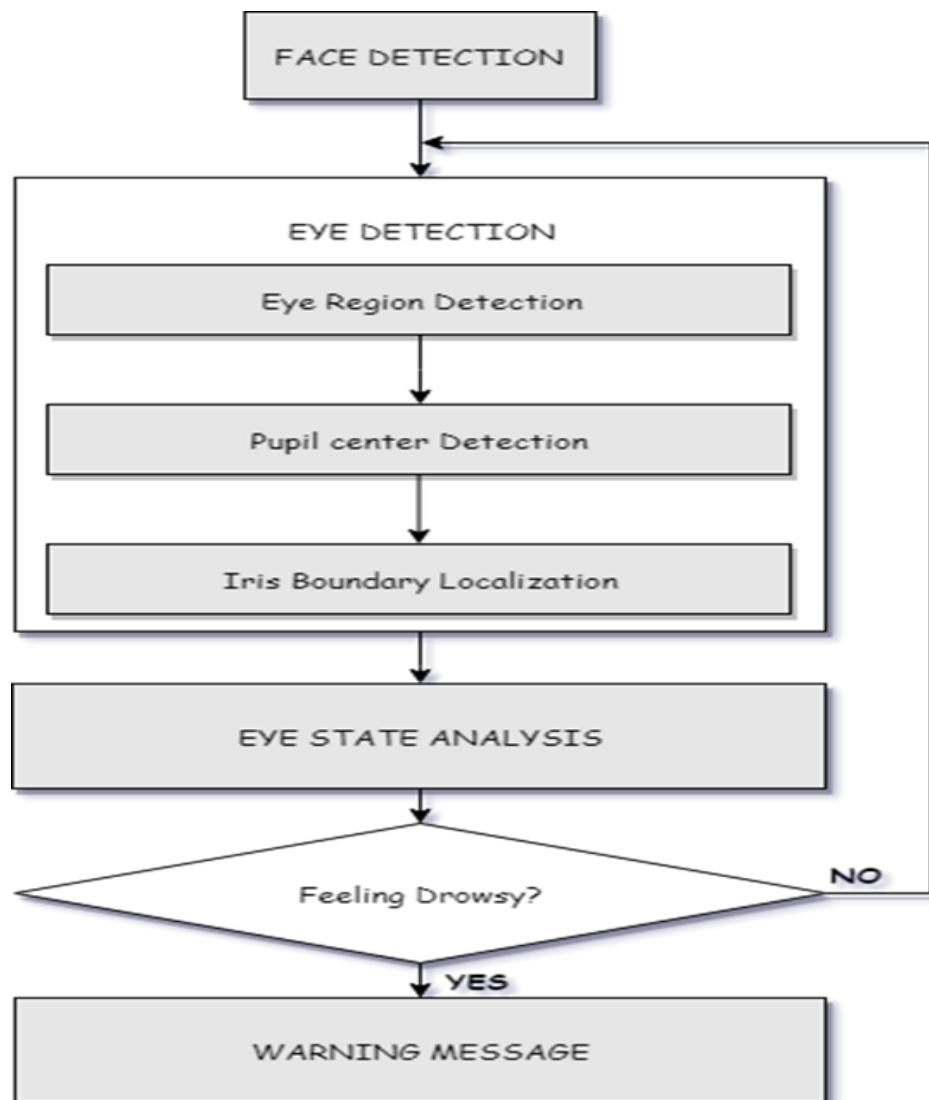 FACE DETECTION
EYE DETECTION
Eye Region Detection
Pupil center Detection
Iris Boundary Localization
EYE STATE ANALYSIS
Feeling Drowsy?
NO
YES
WARNING MESSAGE